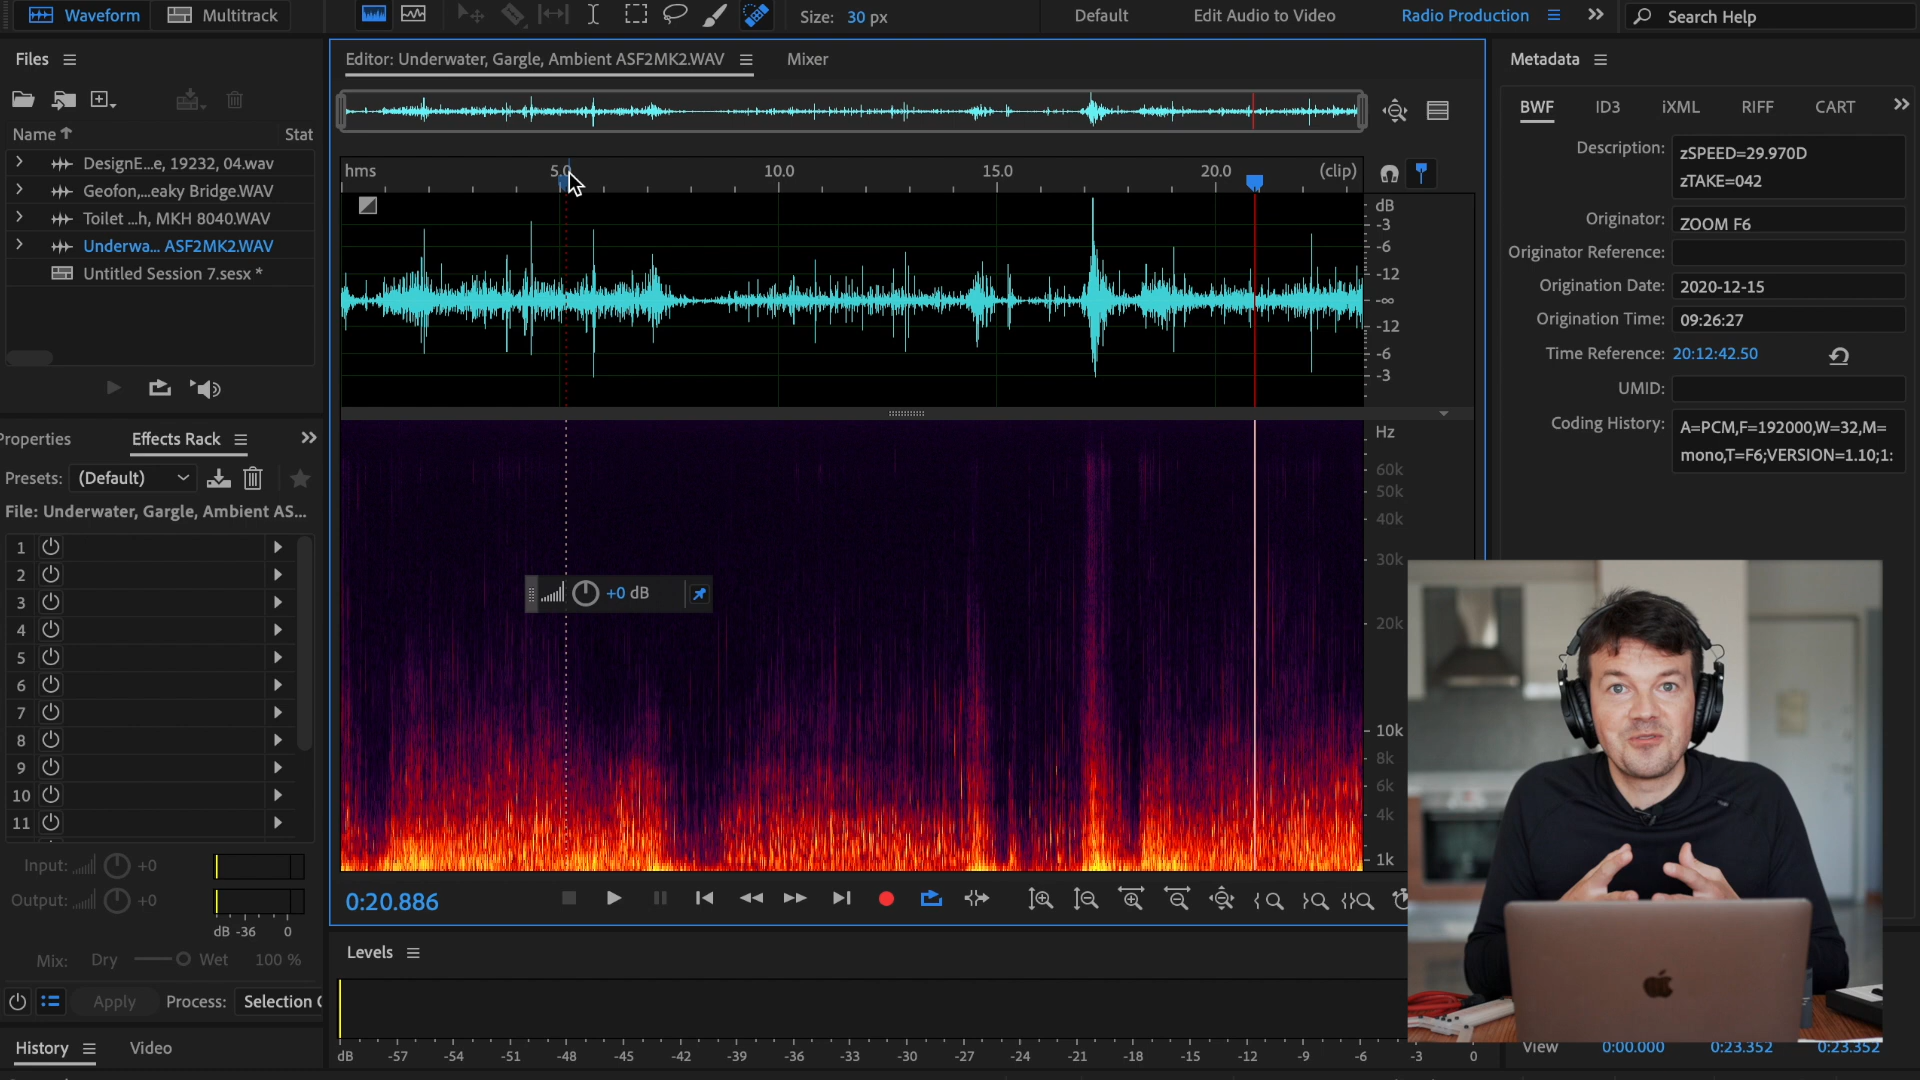 Waveform
Multitrack
Size: 30 px
Default
Edit Audio to Video
Radio Production
Search Help
Files
Name
Stat
DesignE...e, 19232, 04.wav
Geofon,...eaky Bridge.WAV
Toilet ...h, MKH 8040.WAV
Underwa... ASF2MK2.WAV
Untitled Session 7.sesx *
Properties
Effects Rack
Presets: (Default)
File: Underwater, Gargle, Ambient AS...
1
2
3
4
5
6
7
8
9
10
11
Input: +0
Output: +0
dB -36 0
Mix: Dry Wet 100 %
Apply Process: Selection
History
Video
Editor: Underwater, Gargle, Ambient ASF2MK2.WAV
Mixer
hms 5.0 10.0 15.0 20.0 (clip)
dB
-3
-6
-12
-∞
-12
-6
-3
+0 dB
Hz
60k
50k
40k
30k
20k
10k
8k
6k
4k
1k
0:20.886
Levels
dB -57 -54 -51 -48 -45 -42 -39 -36 -33 -30 -27 -24 -21 -18 -15 -12 -9 -6 -3 0
Metadata
BWF ID3 iXML RIFF CART
Description: zSPEED=29.970D
zTAKE=042
Originator: ZOOM F6
Originator Reference:
Origination Date: 2020-12-15
Origination Time: 09:26:27
Time Reference: 20:12:42.50
UMID:
Coding History: A=PCM,F=192000,W=32,M=
mono,T=F6;VERSION=1.10;1:
View 0:00.000 0:23.352 0:23.352